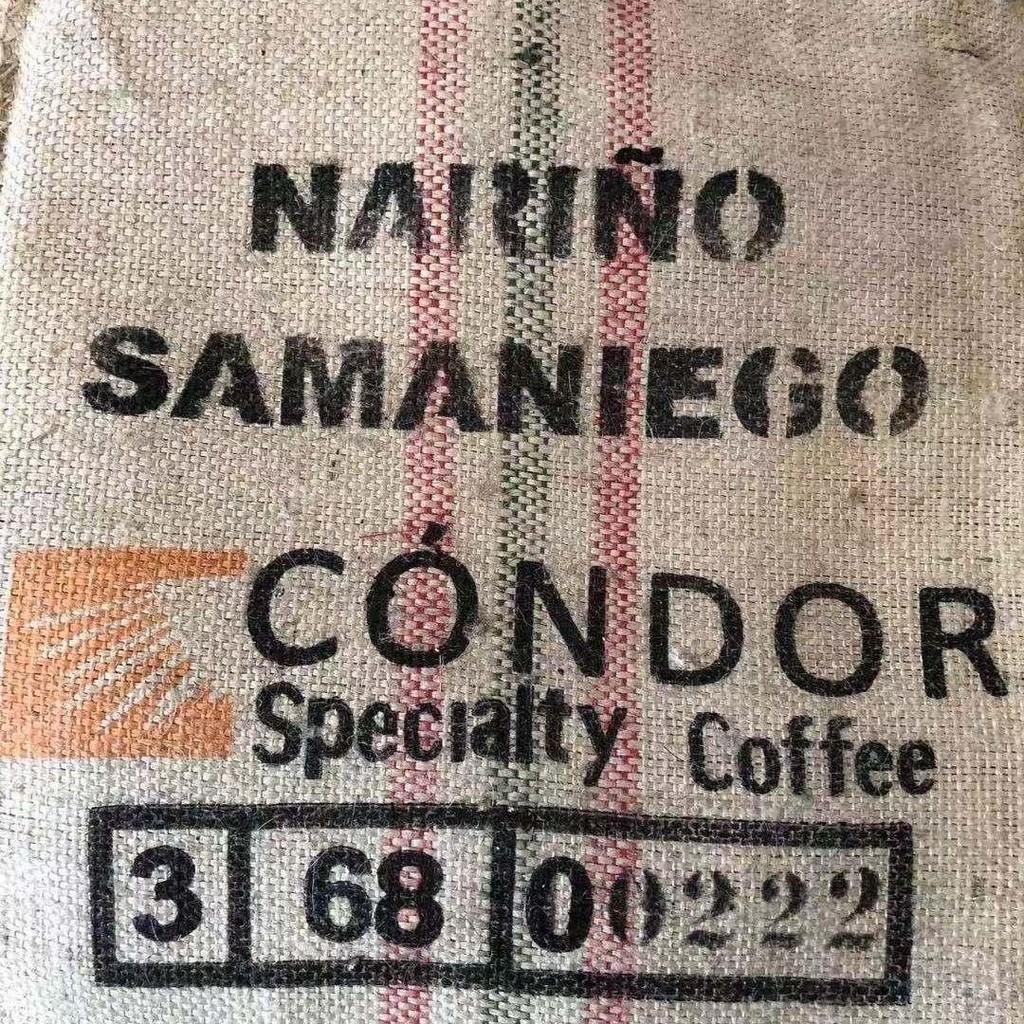 NARIÑO
SAMANIEGO
CÓNDOR
Specialty Coffee
3 68 00222